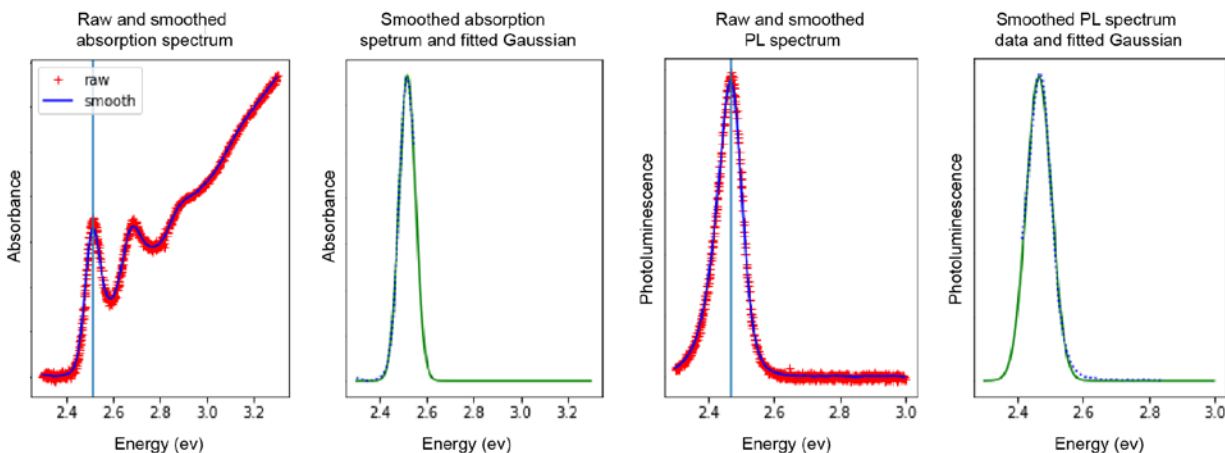 Raw and smoothed
absorption spectrum
Smoothed absorption
spetrum and fitted Gaussian
Raw and smoothed
PL spectrum
Smoothed PL spectrum
data and fitted Gaussian
raw
smooth
Absorbance
2.4 2.6 2.8 3.0 3.2
Energy (ev)
Absorbance
2.4 2.6 2.8 3.0 3.2
Energy (ev)
Photoluminescence
2.4 2.6 2.8 3.0
Energy (ev)
Photoluminescence
2.4 2.6 2.8 3.0
Energy (ev)